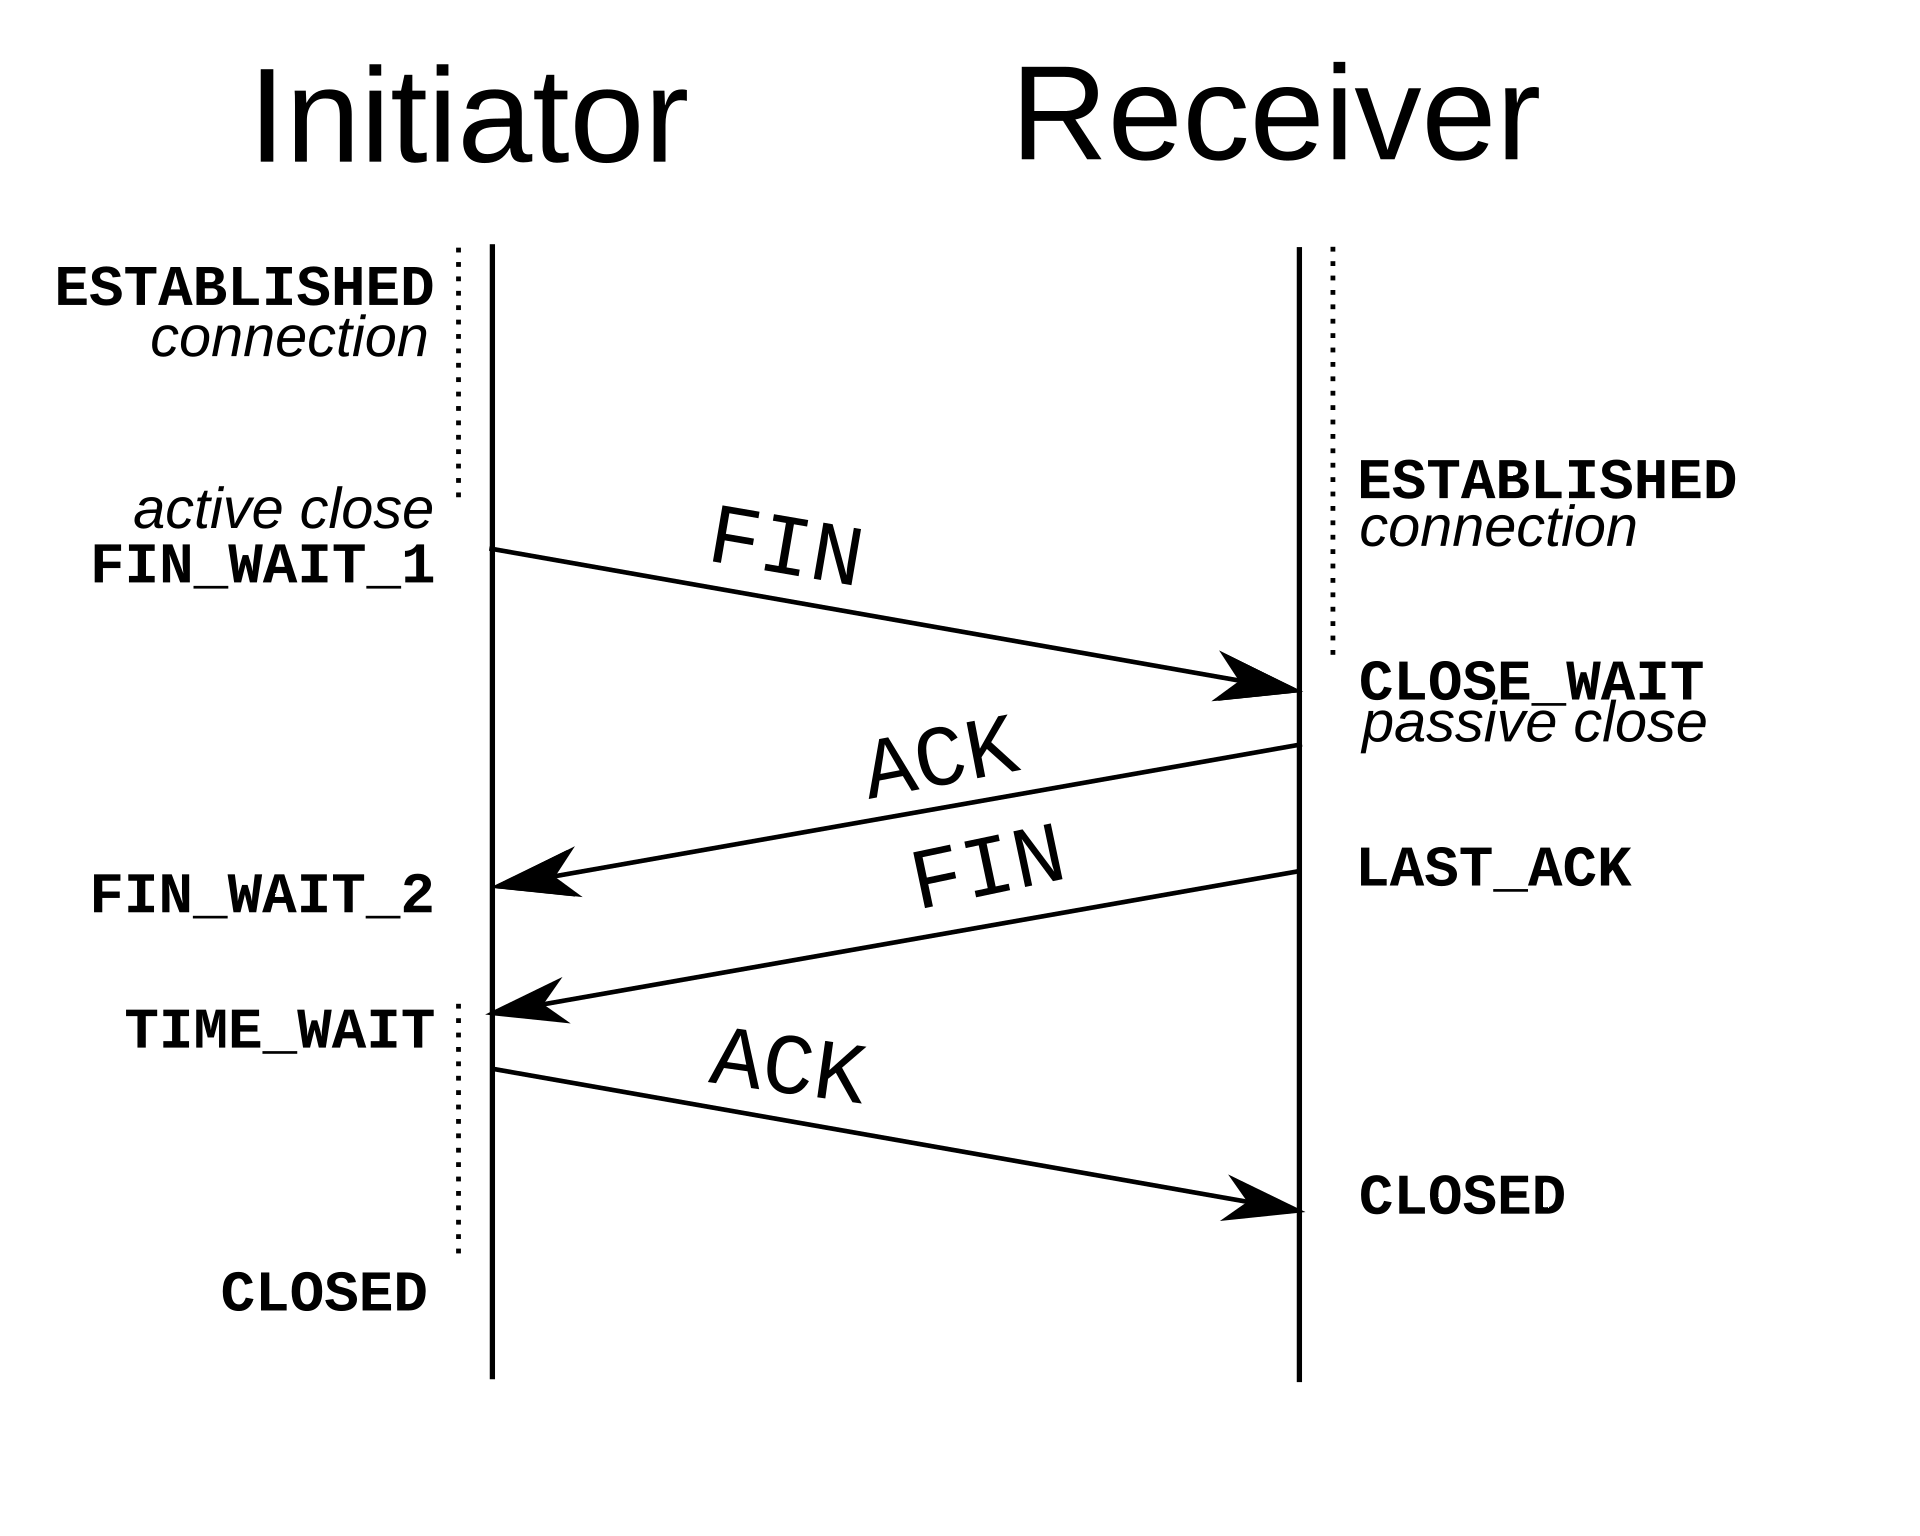 Initiator
Receiver
ESTABLISHED
connection
active close
FIN_WAIT_1
FIN
ESTABLISHED
connection
CLOSE_WAIT
passive close
ACK
FIN
LAST_ACK
FIN_WAIT_2
TIME_WAIT
ACK
CLOSED
CLOSED